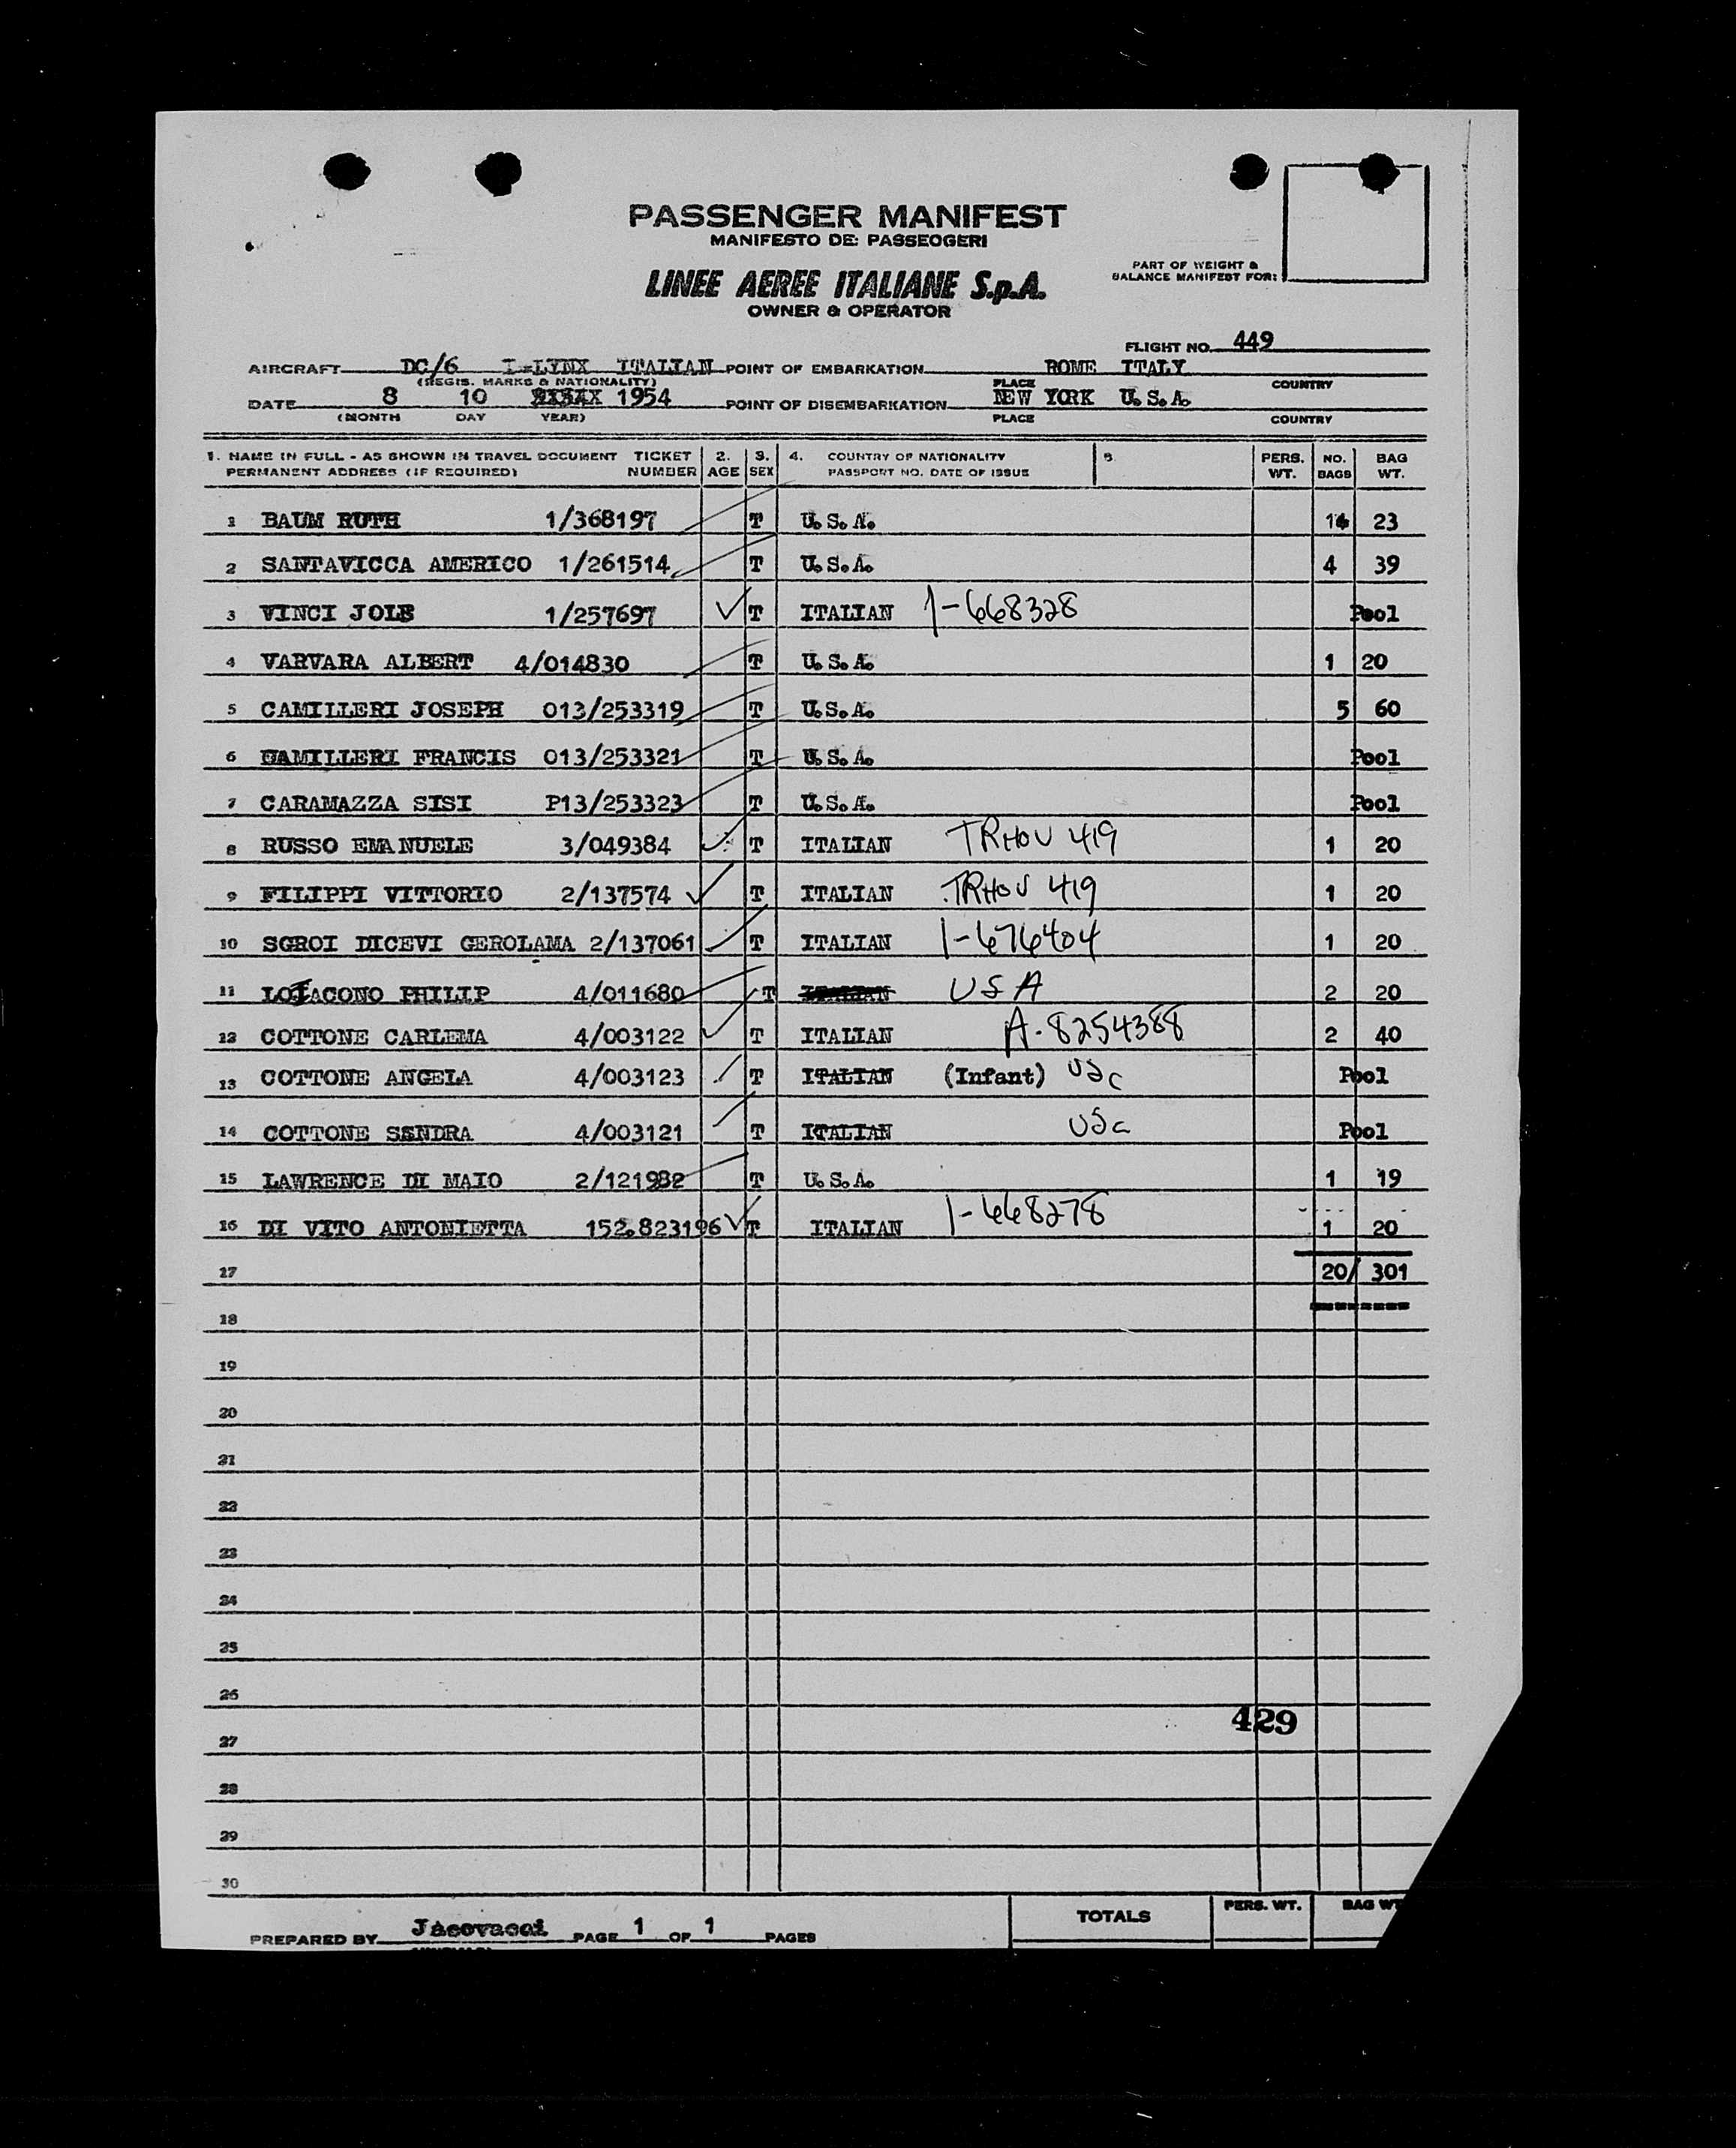 PASSENGER MANIFEST
MANIFESTO DE: PASSEOGERI
PART OF WEIGHT &
BALANCE MANIFEST FOR:
LINEE AEREE ITALIANE S.p.A.
OWNER & OPERATOR
FLIGHT NO. 449
AIRCRAFT DC/6 I-LYNX ITALIAN POINT OF EMBARKATION ROME ITALY
(REGIS. MARKS & NATIONALITY) PLACE COUNTRY
DATE 8 10 1954 POINT OF DISEMBARKATION NEW YORK U.S.A.
(MONTH DAY YEAR) PLACE COUNTRY
1. NAME IN FULL - AS SHOWN IN TRAVEL DOCUMENT TICKET 2. 3. 4. COUNTRY OF NATIONALITY 5. PERS. NO. BAG
PERMANENT ADDRESS (IF REQUIRED) NUMBER AGE SEX PASSPORT NO. DATE OF ISSUE WT. BAGS WT.
1 BAUM RUTH 1/368197 T U.S.A. 23
2 SANTAVICCA AMERICO 1/261514 T U.S.A. 4 39
3 VINCI JOLE 1/257697 T ITALIAN 1-668328 Pool
4 VARVARA ALBERT 4/014830 T U.S.A. 1 20
5 CAMILLERI JOSEPH 013/253319 T U.S.A. 5 60
6 CAMILLERI FRANCIS 013/253321 T U.S.A. Pool
7 CARAMAZZA SISI P13/253323 T U.S.A. Pool
8 RUSSO EMANUELE 3/049384 T ITALIAN TRHOV 419 1 20
9 FILIPPI VITTORIO 2/137574 T ITALIAN TRHOV 419 1 20
10 SGROI DICEVI GEROLAMA 2/137061 T ITALIAN 1-676404 1 20
11 LOIACONO PHILIP 4/011680 T ITALIAN USA 2 20
12 COTTONE CARLEMA 4/003122 T ITALIAN A-8254388 2 40
13 COTTONE ANGELA 4/003123 T ITALIAN (Infant) USC Pool
14 COTTONE SENDRA 4/003121 T ITALIAN USC Pool
15 LAWRENCE DI MAIO 2/121982 T U.S.A. 1 19
16 DI VITO ANTONIETTA 152.823196 T ITALIAN 1-668278 1 20
17 20/ 301
18
19
20
21
22
23
24
25
26
429
27
28
29
30
TOTALS PERS. WT. BAG WT
PREPARED BY Jacovacci PAGE 1 OF 1 PAGES